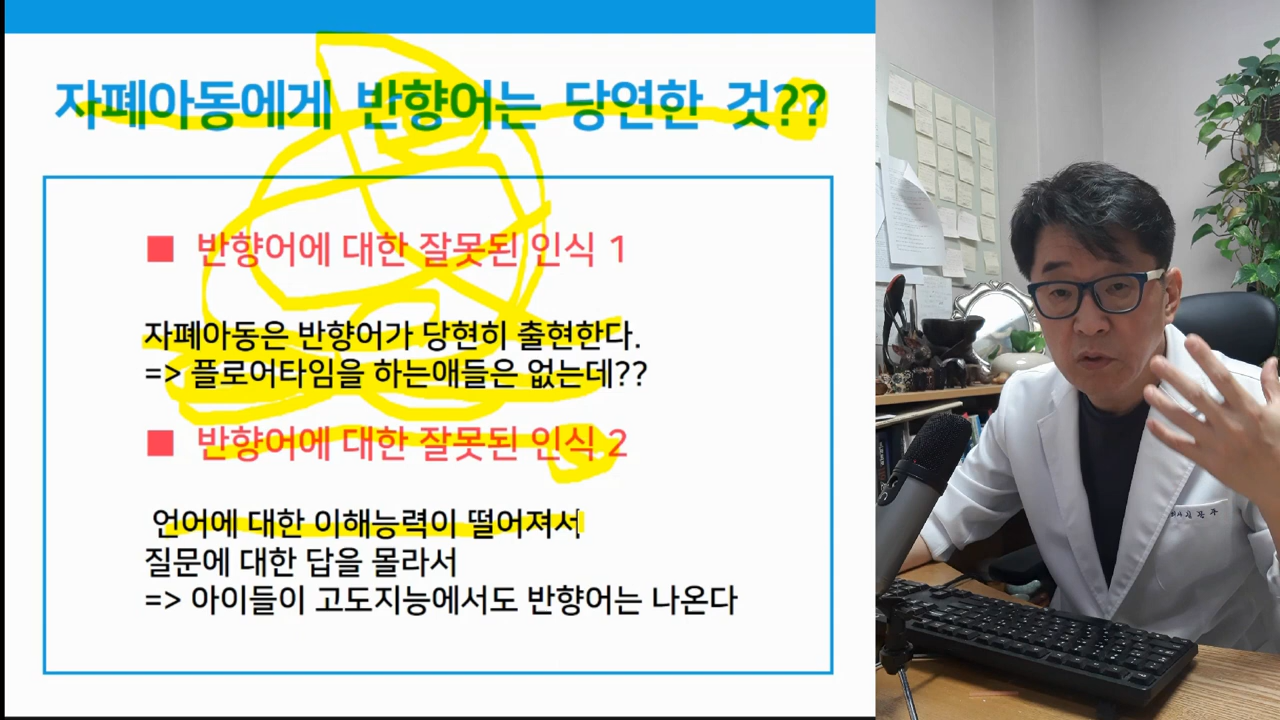 자폐아동에게 반향어는 당연한 것??
■ 반향어에 대한 잘못된 인식 1
자폐아동은 반향어가 당현히 출현한다.
=> 플로어타임을 하는애들은 없는데??
■ 반향어에 대한 잘못된 인식 2
언어에 대한 이해능력이 떨어져서
질문에 대한 답을 몰라서
=> 아이들이 고도지능에서도 반향어는 나온다